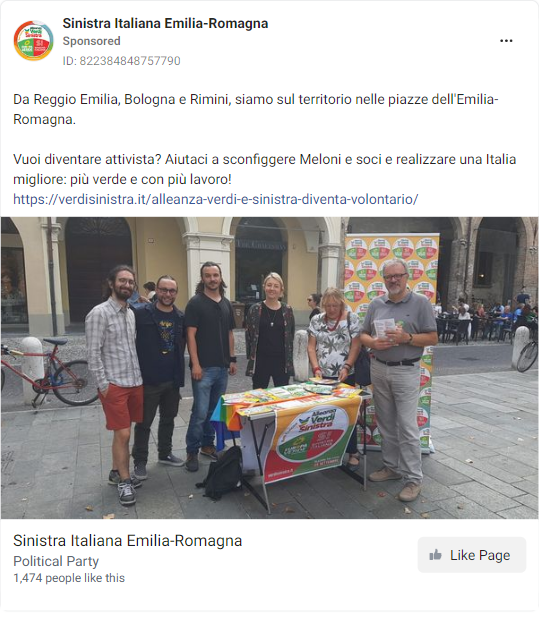 Sinistra Italiana Emilia-Romagna
Sponsored
ID: 822384848757790
Da Reggio Emilia, Bologna e Rimini, siamo sul territorio nelle piazze dell'Emilia-
Romagna.
Vuoi diventare attivista? Aiutaci a sconfiggere Meloni e soci e realizzare una Italia
migliore: più verde e con più lavoro!
https://verdisinistra.it/alleanza-verdi-e-sinistra-diventa-volontario/
Alleanza
Verdi
Sinistra
Sinistra Italiana Emilia-Romagna
Political Party
1,474 people like this
Like Page